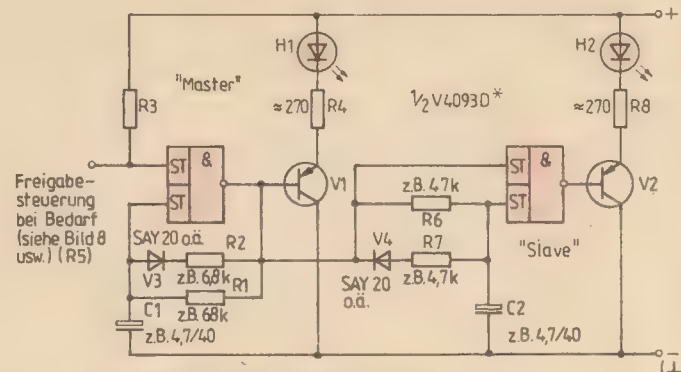 +
H1
H2
"Master"
≈270
R4
1/2 V4093D*
≈270
R8
R3
ST
&
ST
V1
ST
&
ST
V2
Freigabe-
steuerung
bei Bedarf
(siehe Bild 8
usw.) (R5)
SAY 20 o.ä.
R2
V3
z.B. 6,8k
R1
z.B. 68k
C1
z.B. 4,7/40
z.B. 47k
R6
V4
R7
SAY 20
o.ä.
z.B. 4,7k
"Slave"
C2
z.B. 4,7/40
-